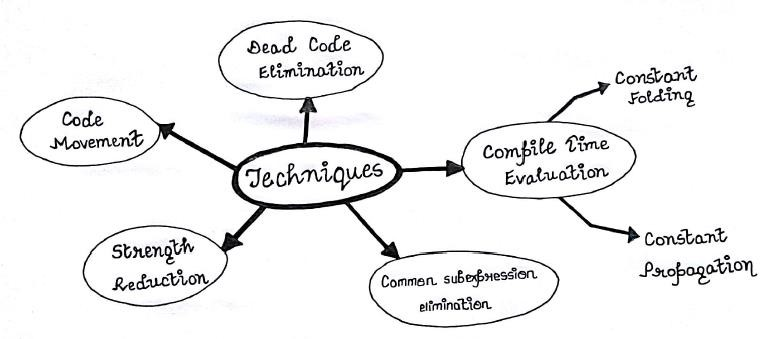 Dead Code
Elimination
Constant
Folding
Code
Movement
Techniques
Compile Time
Evaluation
Strength
Reduction
Common subexpression
elimination
Constant
Propagation